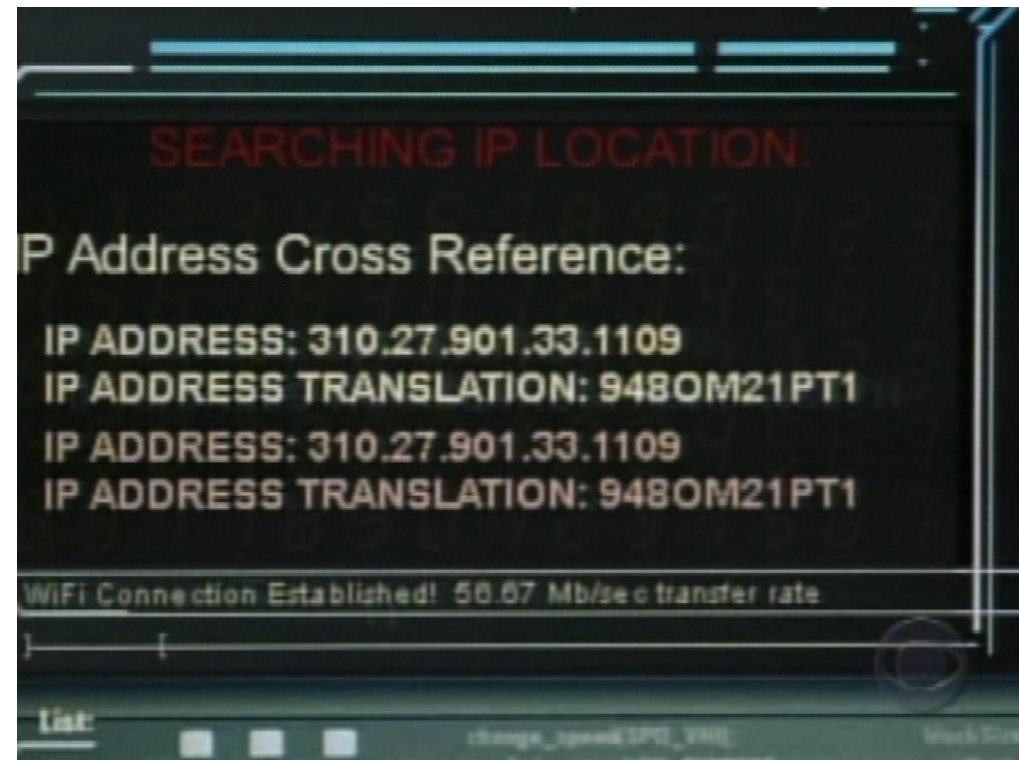 SEARCHING IP LOCATION:
IP Address Cross Reference:
IP ADDRESS: 310.27.901.33.1109
IP ADDRESS TRANSLATION: 948OM21PT1
IP ADDRESS: 310.27.901.33.1109
IP ADDRESS TRANSLATION: 948OM21PT1
WiFi Connection Established! 56.67 Mb/sec transfer rate
] [
List: